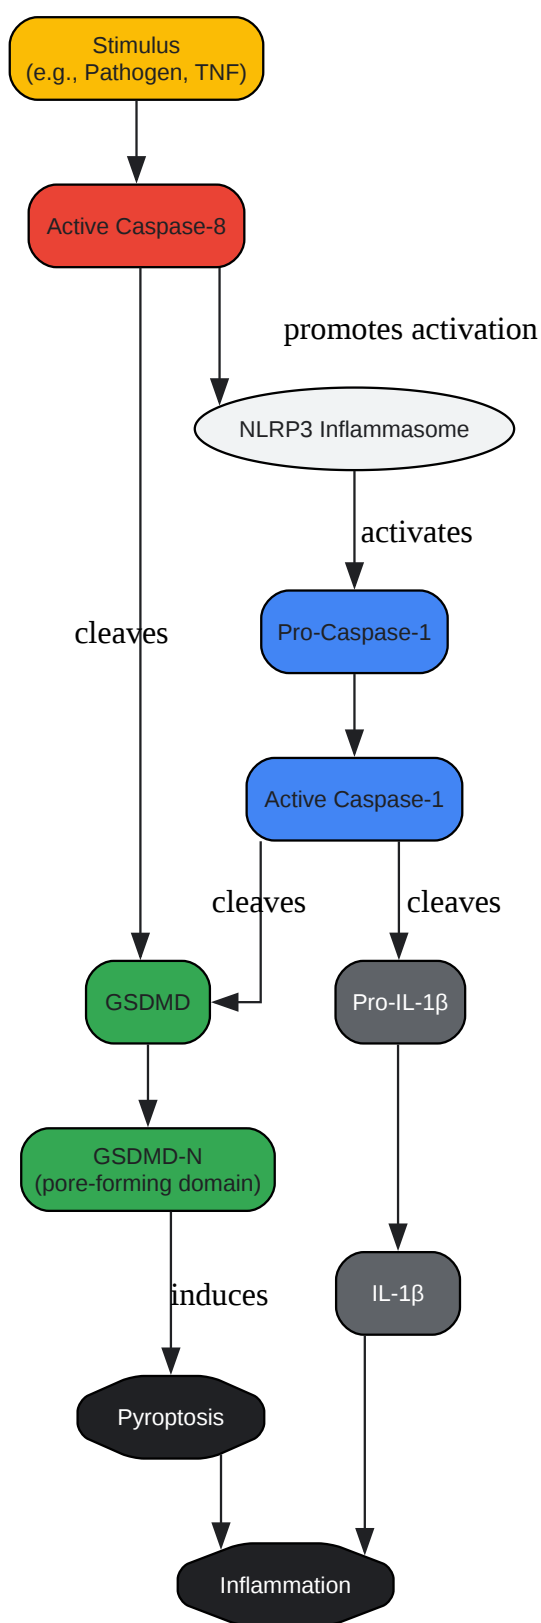 Stimulus
(e.g., Pathogen, TNF)
Active Caspase-8
promotes activation
NLRP3 Inflammasome
activates
cleaves
Pro-Caspase-1
Active Caspase-1
cleaves
cleaves
GSDMD
Pro-IL-1β
GSDMD-N
(pore-forming domain)
induces
IL-1β
Pyroptosis
Inflammation